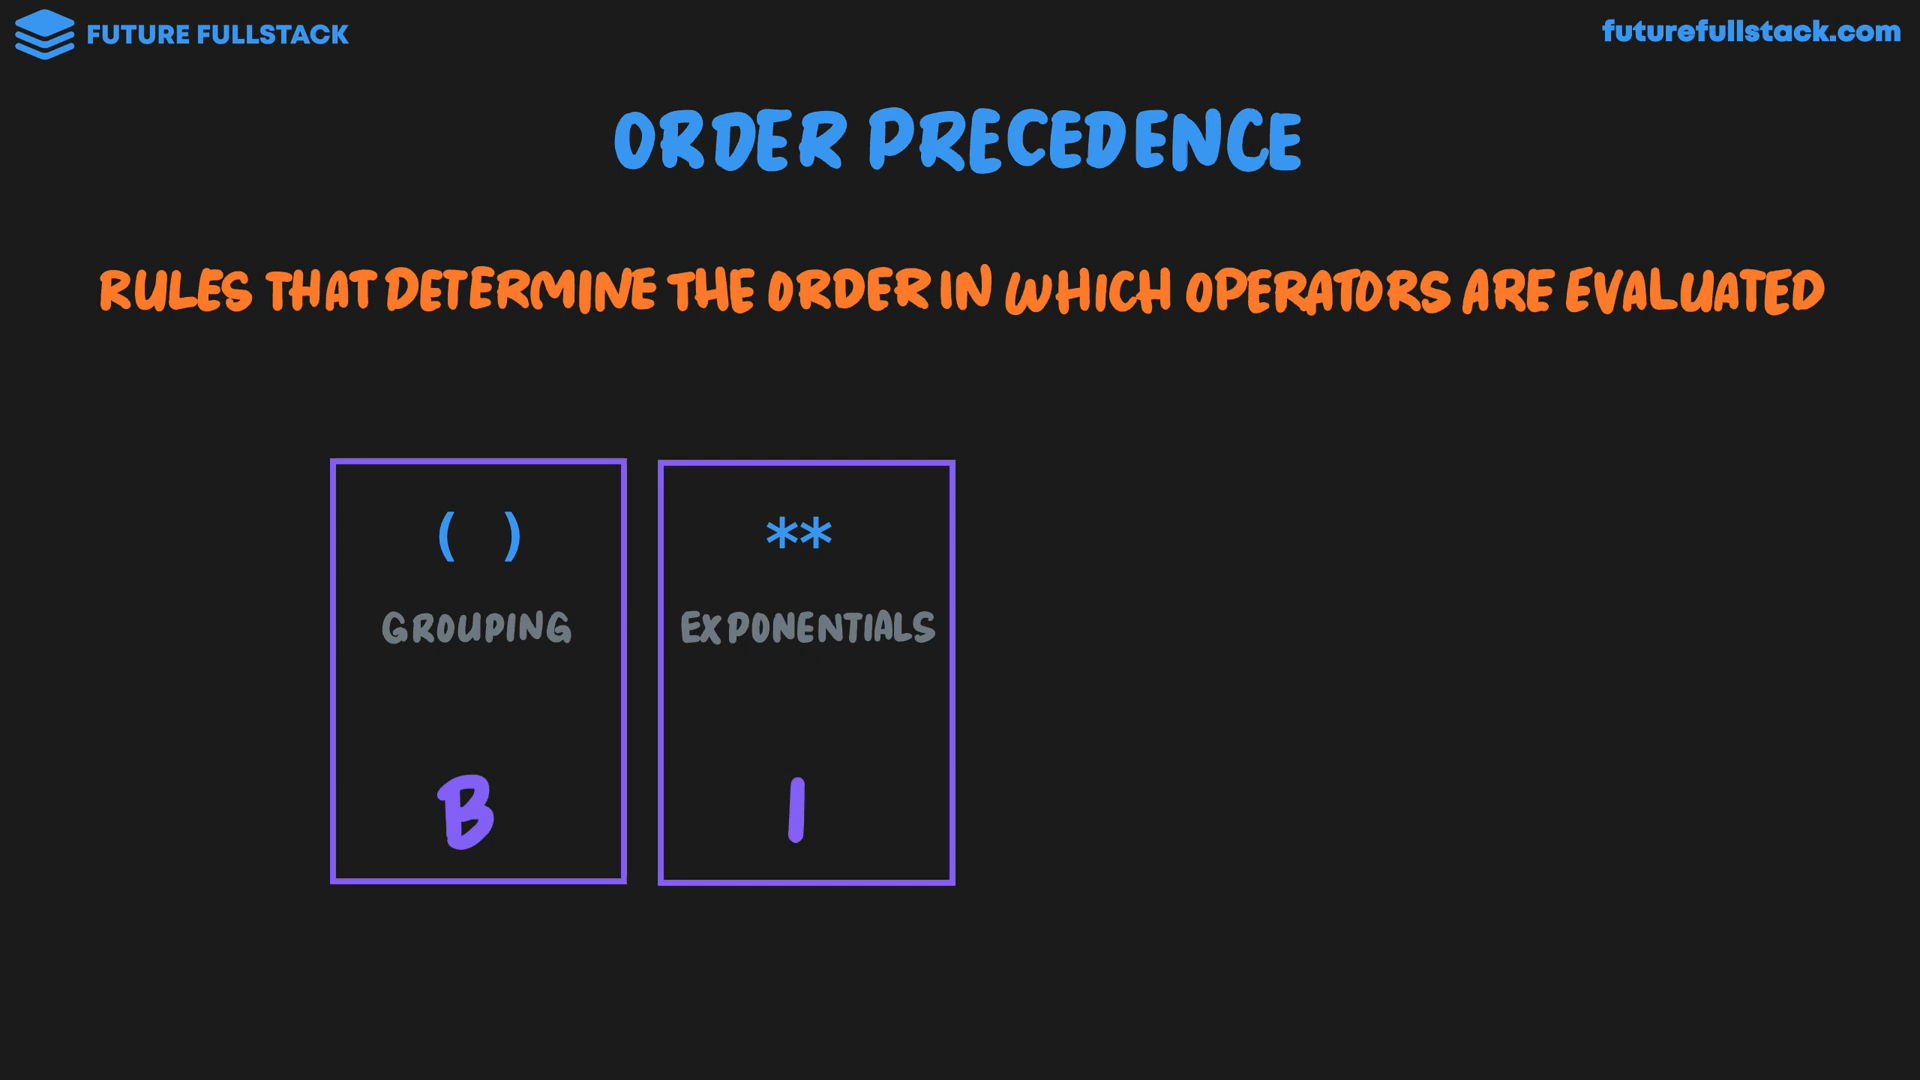 FUTURE FULLSTACK
futurefullstack.com
ORDER PRECEDENCE
RULES THAT DETERMINE THE ORDER IN WHICH OPERATORS ARE EVALUATED
( )
GROUPING
B
**
EXPONENTIALS
I